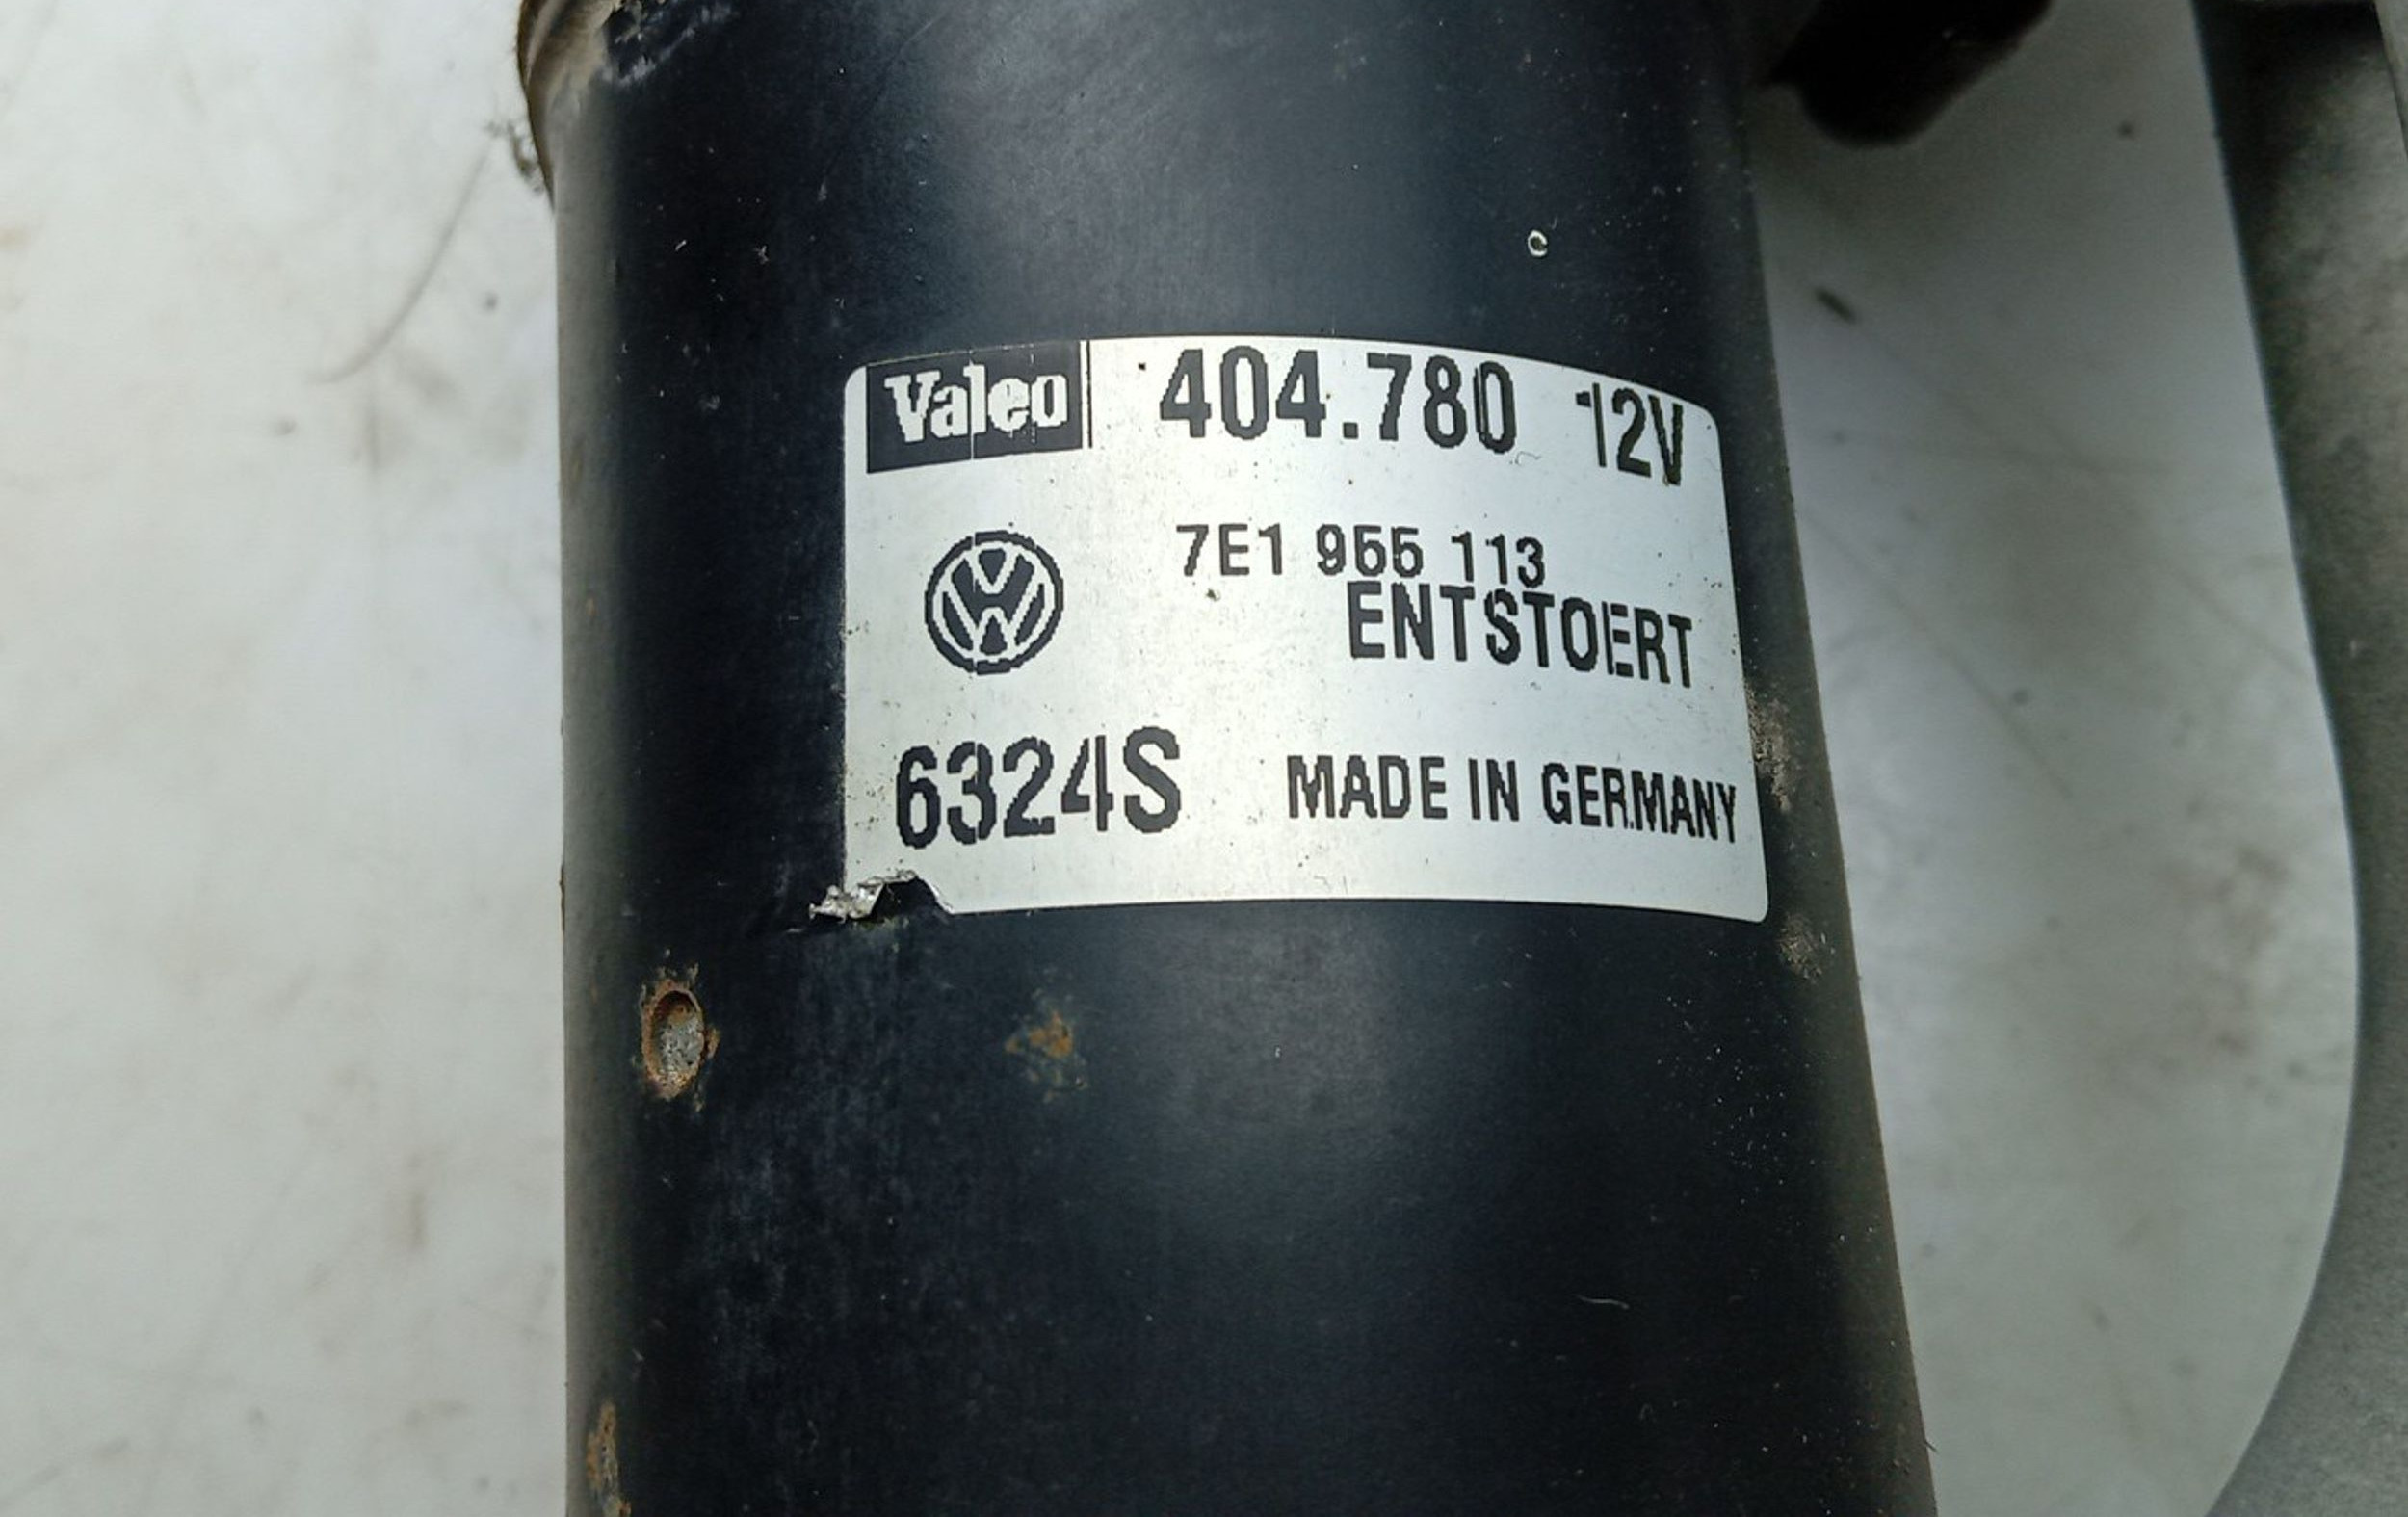 Valeo 404.780 12V
7E1 955 113
ENTSTOERT
6324S MADE IN GERMANY